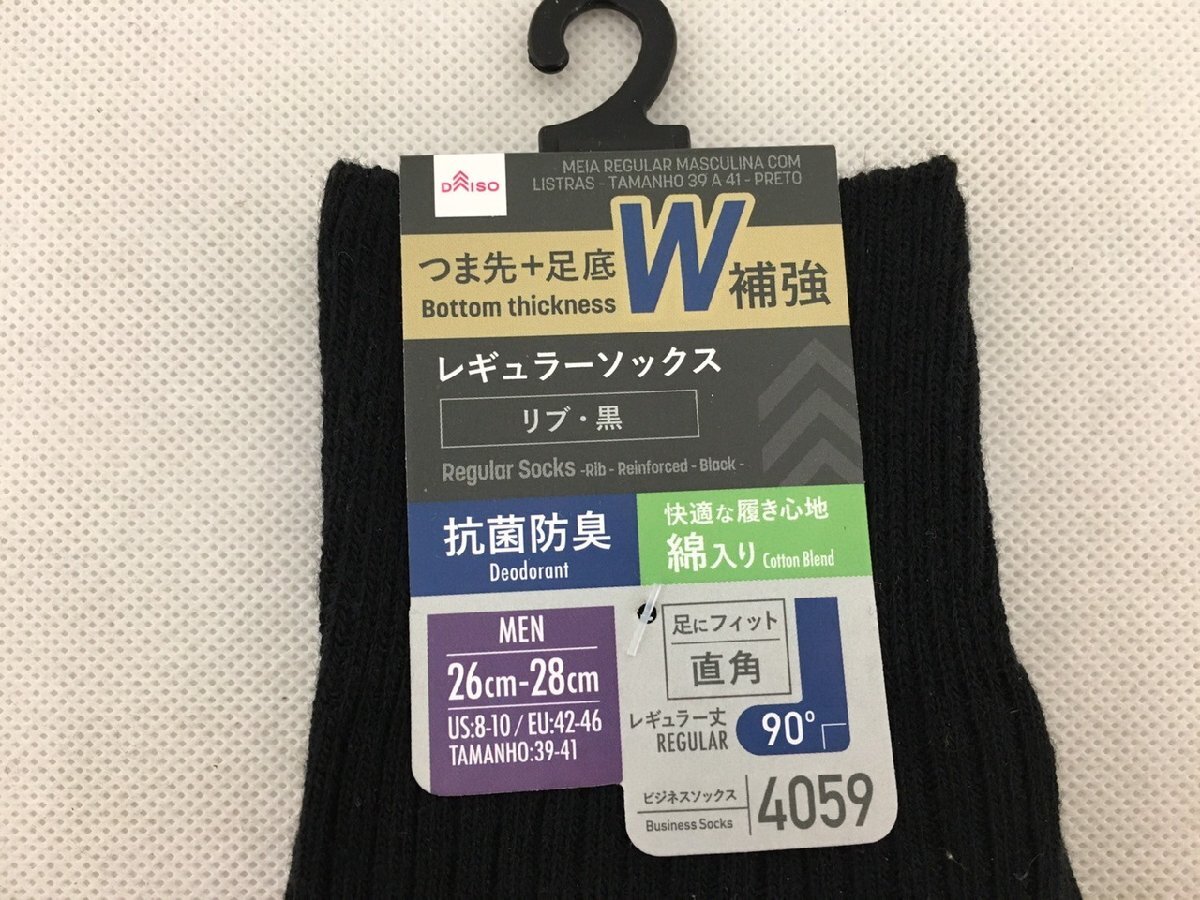 DAISO
MEIA REGULAR MASCULINA COM
LISTRAS - TAMANHO 39 A 41 - PRETO
つま先+足底 W補強
Bottom thickness
レギュラーソックス
リブ・黒
Regular Socks -Rib - Reinforced - Black -
抗菌防臭
Deodorant
快適な履き心地
綿入り Cotton Blend
MEN
26cm-28cm
US:8-10 / EU:42-46
TAMANHO:39-41
足にフィット
直角
レギュラー丈
REGULAR
90°
ビジネスソックス
Business Socks
4059